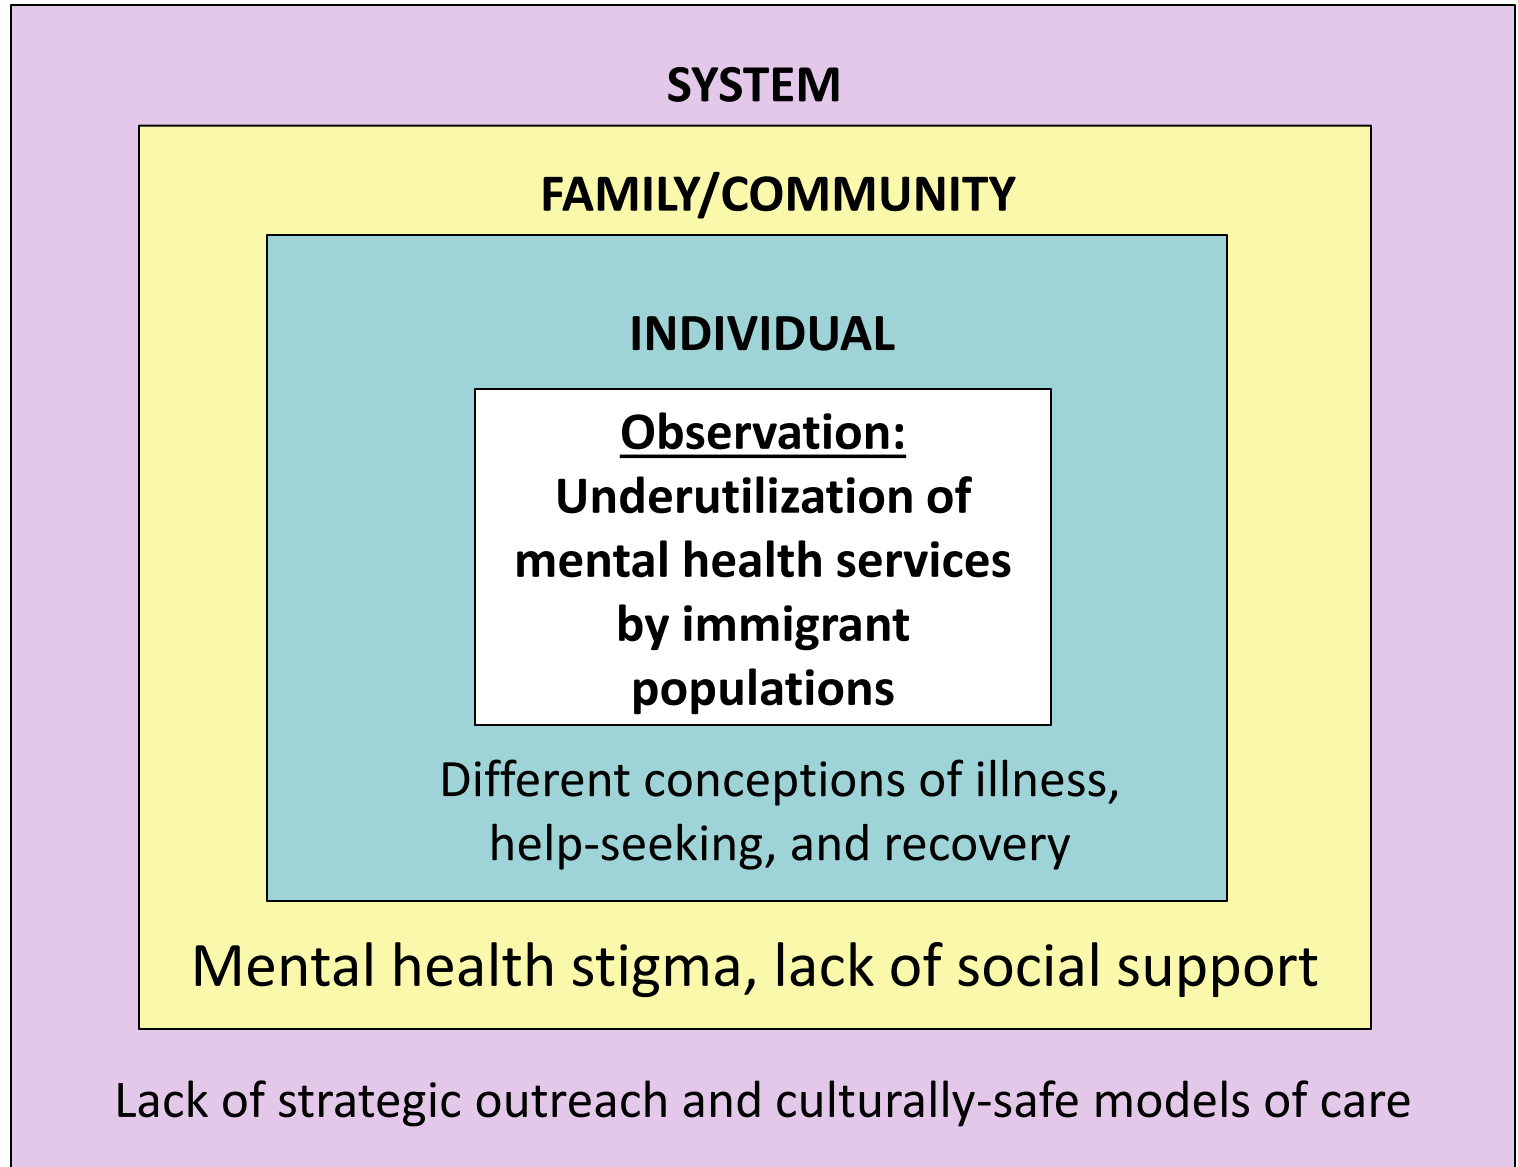 SYSTEM
FAMILY/COMMUNITY
INDIVIDUAL
Observation:
Underutilization of
mental health services
by immigrant
populations
Different conceptions of illness,
help-seeking, and recovery
Mental health stigma, lack of social support
Lack of strategic outreach and culturally-safe models of care